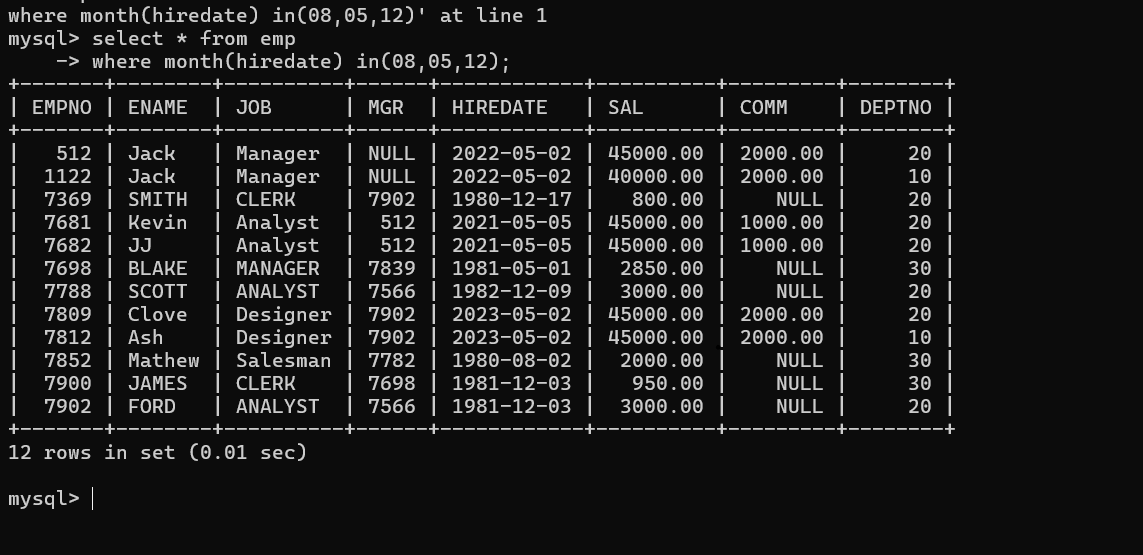 where month(hiredate) in(08,05,12)' at line 1
mysql> select * from emp
    -> where month(hiredate) in(08,05,12);
+-------+--------+----------+------+------------+----------+---------+--------+
| EMPNO | ENAME  | JOB      | MGR  | HIREDATE   | SAL      | COMM    | DEPTNO |
+-------+--------+----------+------+------------+----------+---------+--------+
|   512 | Jack   | Manager  | NULL | 2022-05-02 | 45000.00 | 2000.00 |     20 |
|  1122 | Jack   | Manager  | NULL | 2022-05-02 | 40000.00 | 2000.00 |     10 |
|  7369 | SMITH  | CLERK    | 7902 | 1980-12-17 |   800.00 |    NULL |     20 |
|  7681 | Kevin  | Analyst  |  512 | 2021-05-05 | 45000.00 | 1000.00 |     20 |
|  7682 | JJ     | Analyst  |  512 | 2021-05-05 | 45000.00 | 1000.00 |     20 |
|  7698 | BLAKE  | MANAGER  | 7839 | 1981-05-01 |  2850.00 |    NULL |     30 |
|  7788 | SCOTT  | ANALYST  | 7566 | 1982-12-09 |  3000.00 |    NULL |     20 |
|  7809 | Clove  | Designer | 7902 | 2023-05-02 | 45000.00 | 2000.00 |     20 |
|  7812 | Ash    | Designer | 7902 | 2023-05-02 | 45000.00 | 2000.00 |     10 |
|  7852 | Mathew | Salesman | 7782 | 1980-08-02 |  2000.00 |    NULL |     30 |
|  7900 | JAMES  | CLERK    | 7698 | 1981-12-03 |   950.00 |    NULL |     30 |
|  7902 | FORD   | ANALYST  | 7566 | 1981-12-03 |  3000.00 |    NULL |     20 |
+-------+--------+----------+------+------------+----------+---------+--------+
12 rows in set (0.01 sec)
mysql>